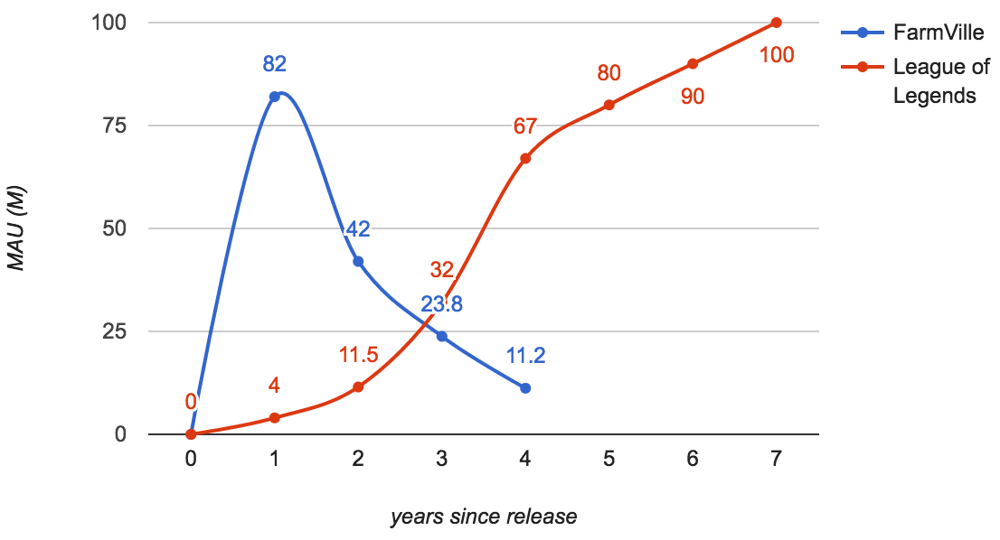 100
75
50
25
0
MAU (M)
82
42
23.8
11.2
0
4
11.5
32
67
80
90
100
0 1 2 3 4 5 6 7
years since release
FarmVille
League of
Legends